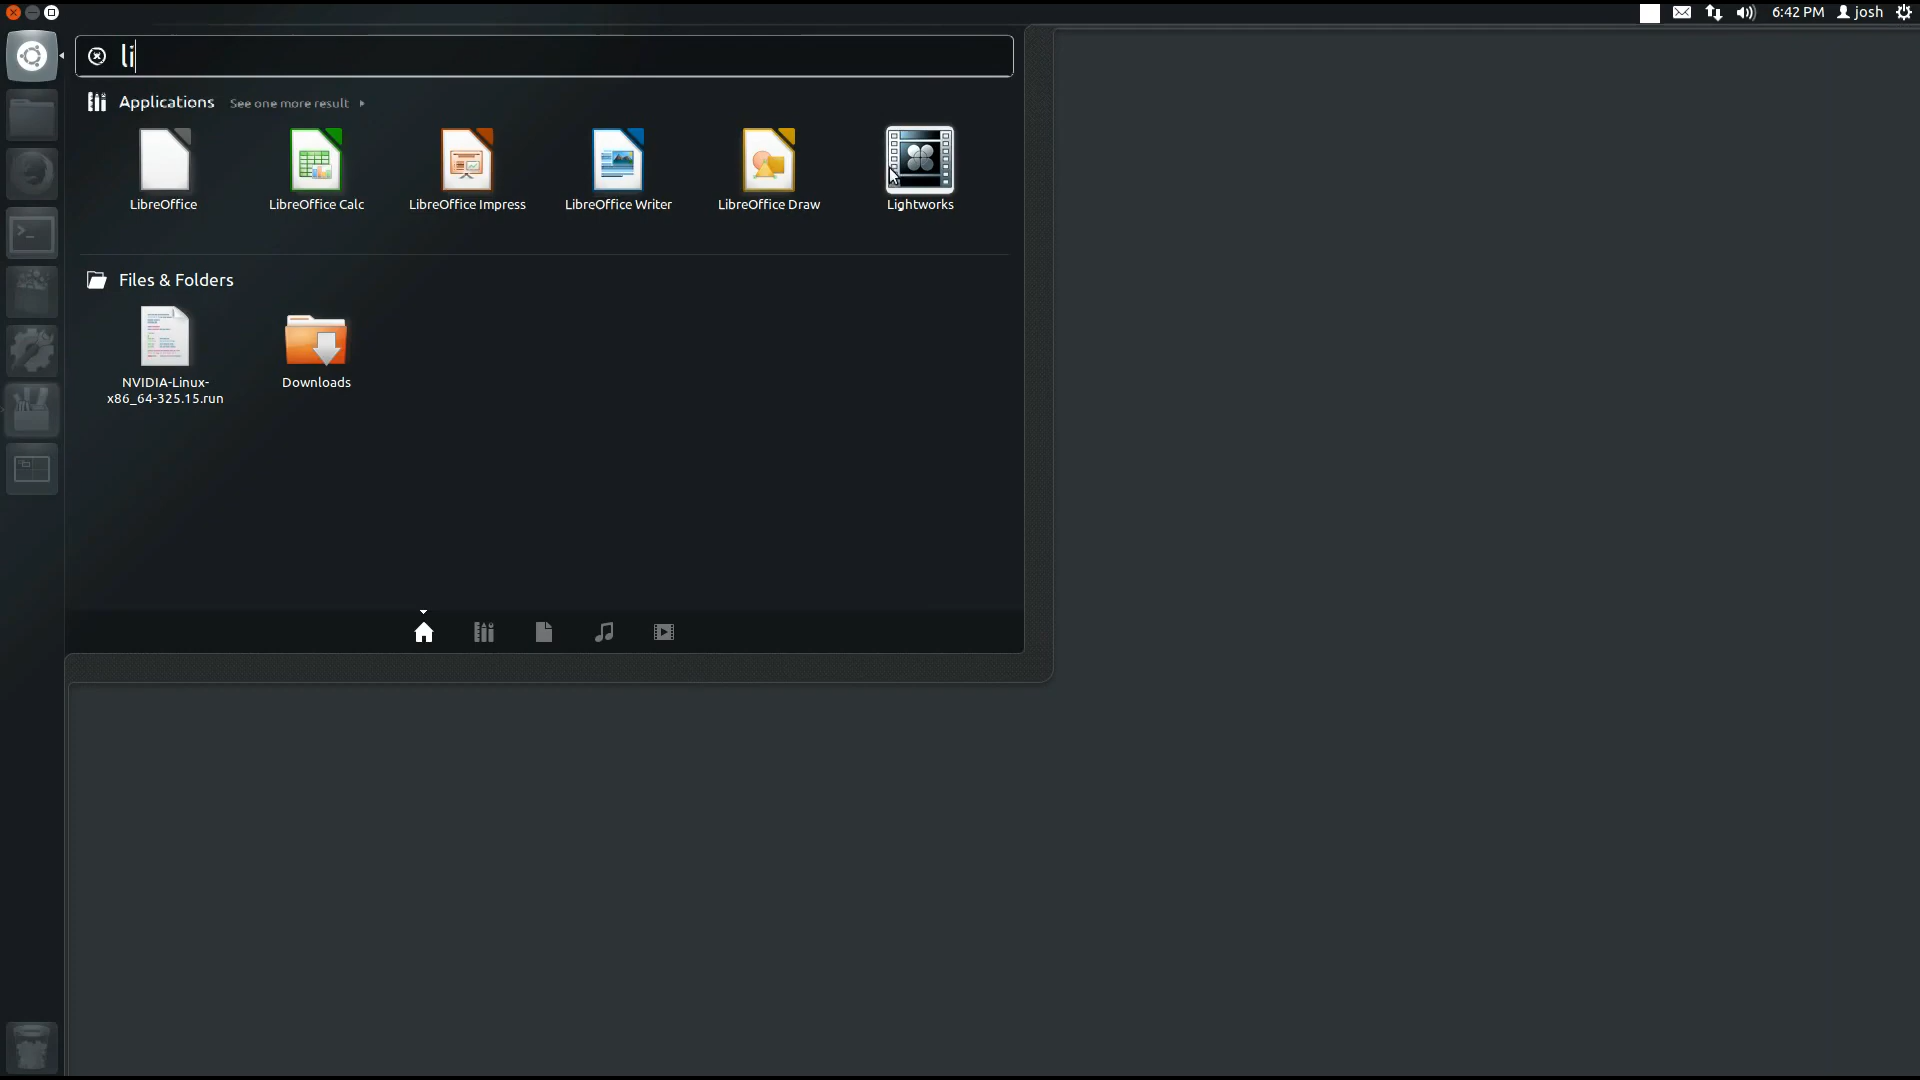 6:42 PM josh
li
Applications See one more result
LibreOffice
LibreOffice Calc
LibreOffice Impress
LibreOffice Writer
LibreOffice Draw
Lightworks
Files & Folders
NVIDIA-Linux-
x86_64-325.15.run
Downloads